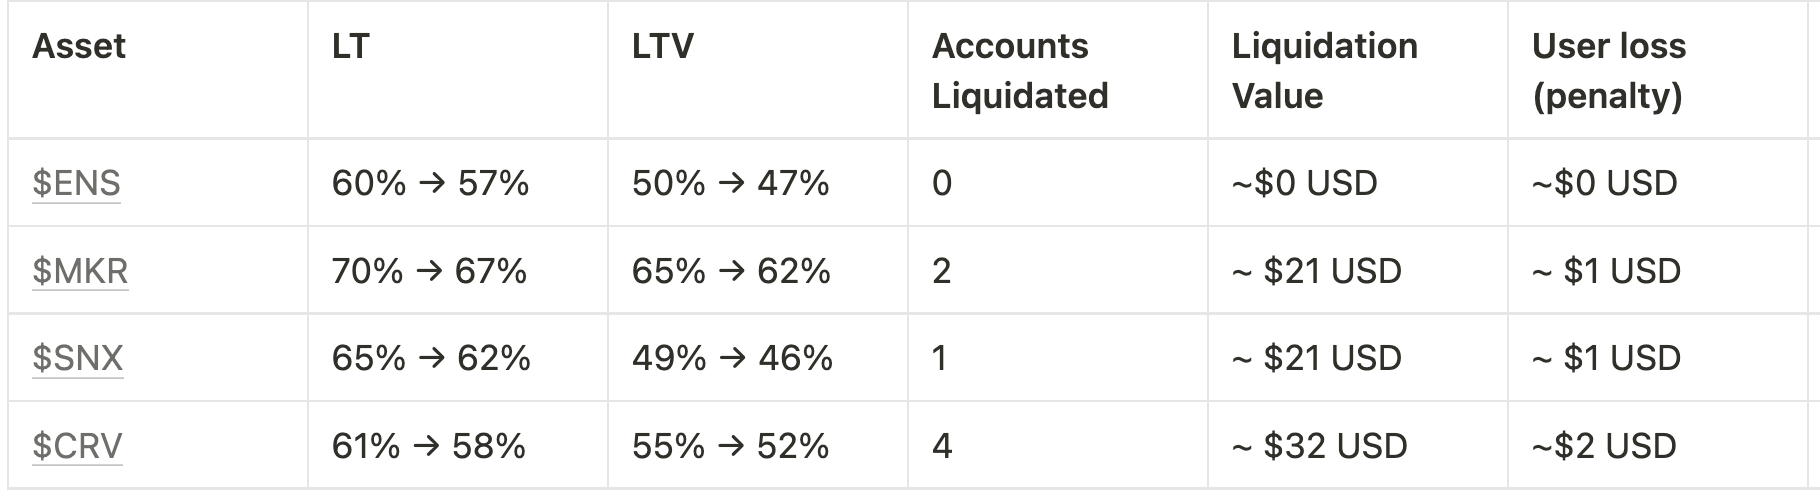 Asset LT LTV Accounts Liquidated Liquidation Value User loss (penalty)
$ENS 60% → 57% 50% → 47% 0 ~$0 USD ~$0 USD
$MKR 70% → 67% 65% → 62% 2 ~ $21 USD ~ $1 USD
$SNX 65% → 62% 49% → 46% 1 ~ $21 USD ~ $1 USD
$CRV 61% → 58% 55% → 52% 4 ~ $32 USD ~$2 USD